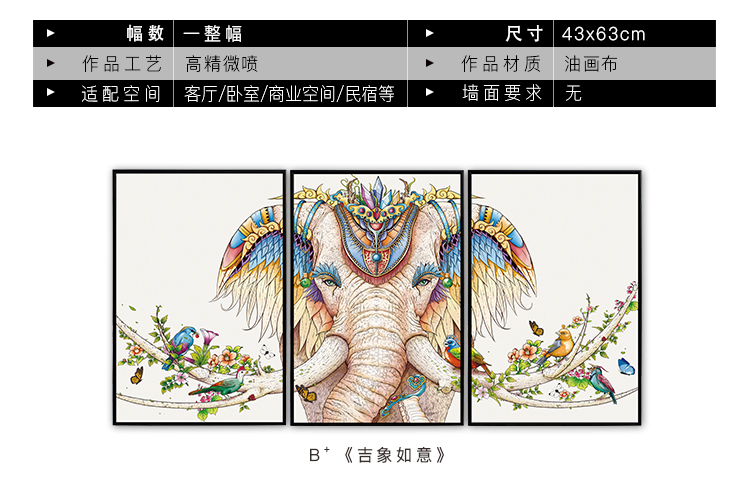 ▶ 幅数 一整幅 ▶ 尺寸 43x63cm
▶ 作品工艺 高精微喷 ▶ 作品材质 油画布
▶ 适配空间 客厅/卧室/商业空间/民宿等 ▶ 墙面要求 无
B⁺《吉象如意》